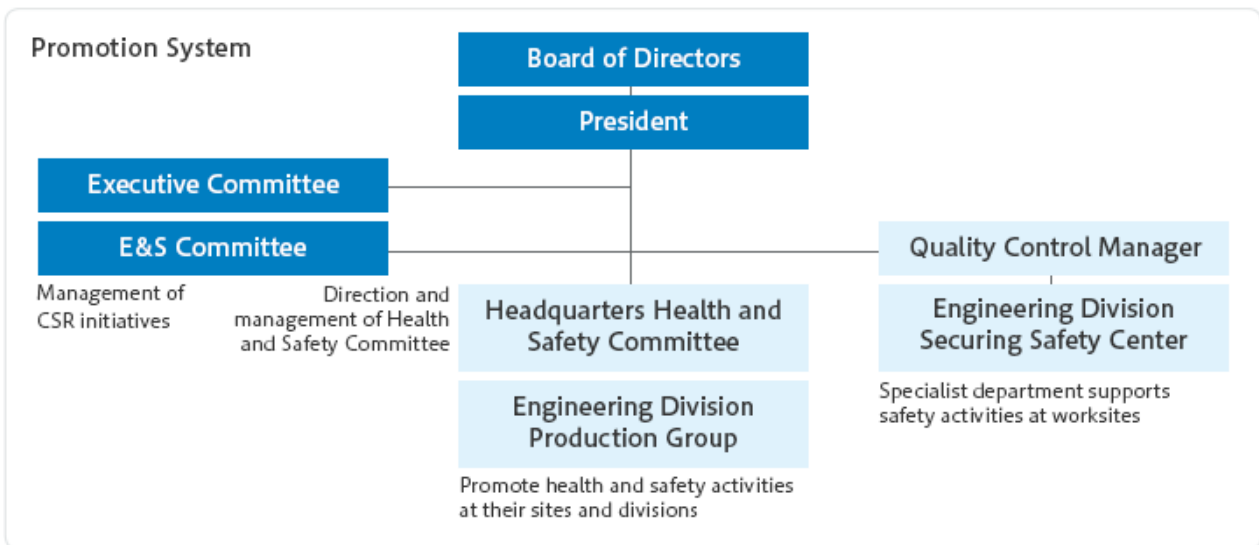 Promotion System
Board of Directors
President
Executive Committee
E&S Committee
Management of
CSR initiatives
Direction and
management of Health
and Safety Committee
Headquarters Health and
Safety Committee
Engineering Division
Production Group
Promote health and safety activities
at their sites and divisions
Quality Control Manager
Engineering Division
Securing Safety Center
Specialist department supports
safety activities at worksites